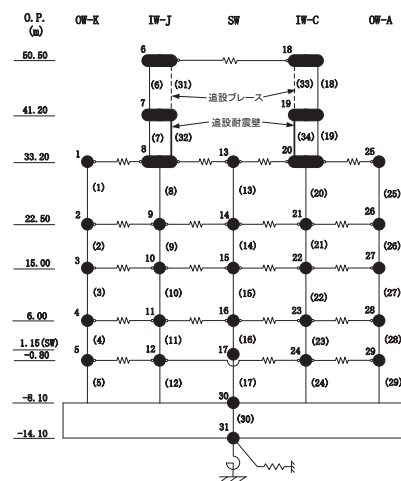 O.P. OW-K IW-J SW IW-C OW-A
(m)
6 18
50.50
(6) (31) (33) (18)
追設ブレース
7 19
41.20
追設耐震壁
(7) (32) (34) (19)
1 8 13 20 25
33.20
(1) (8) (13) (20) (25)
2 9 14 21 26
22.50
(2) (9) (14) (21) (26)
3 10 15 22 27
15.00
(3) (10) (15) (22) (27)
4 11 16 23 28
6.00
(4) (11) (16) (23) (28)
1.15(SW)
5 12 17 24 29
-0.80
(5) (12) (17) (24) (29)
30
-8.10
(30)
31
-14.10